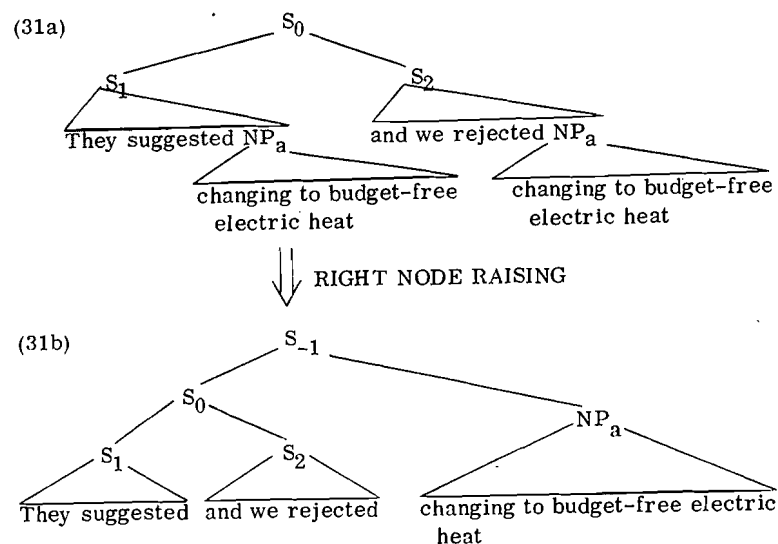 (31a)
S0
S1 S2
They suggested NPa and we rejected NPa
changing to budget-free changing to budget-free
electric heat electric heat
RIGHT NODE RAISING
(31b)
S-1
S0
NPa
S1 S2
They suggested and we rejected changing to budget-free electric
heat